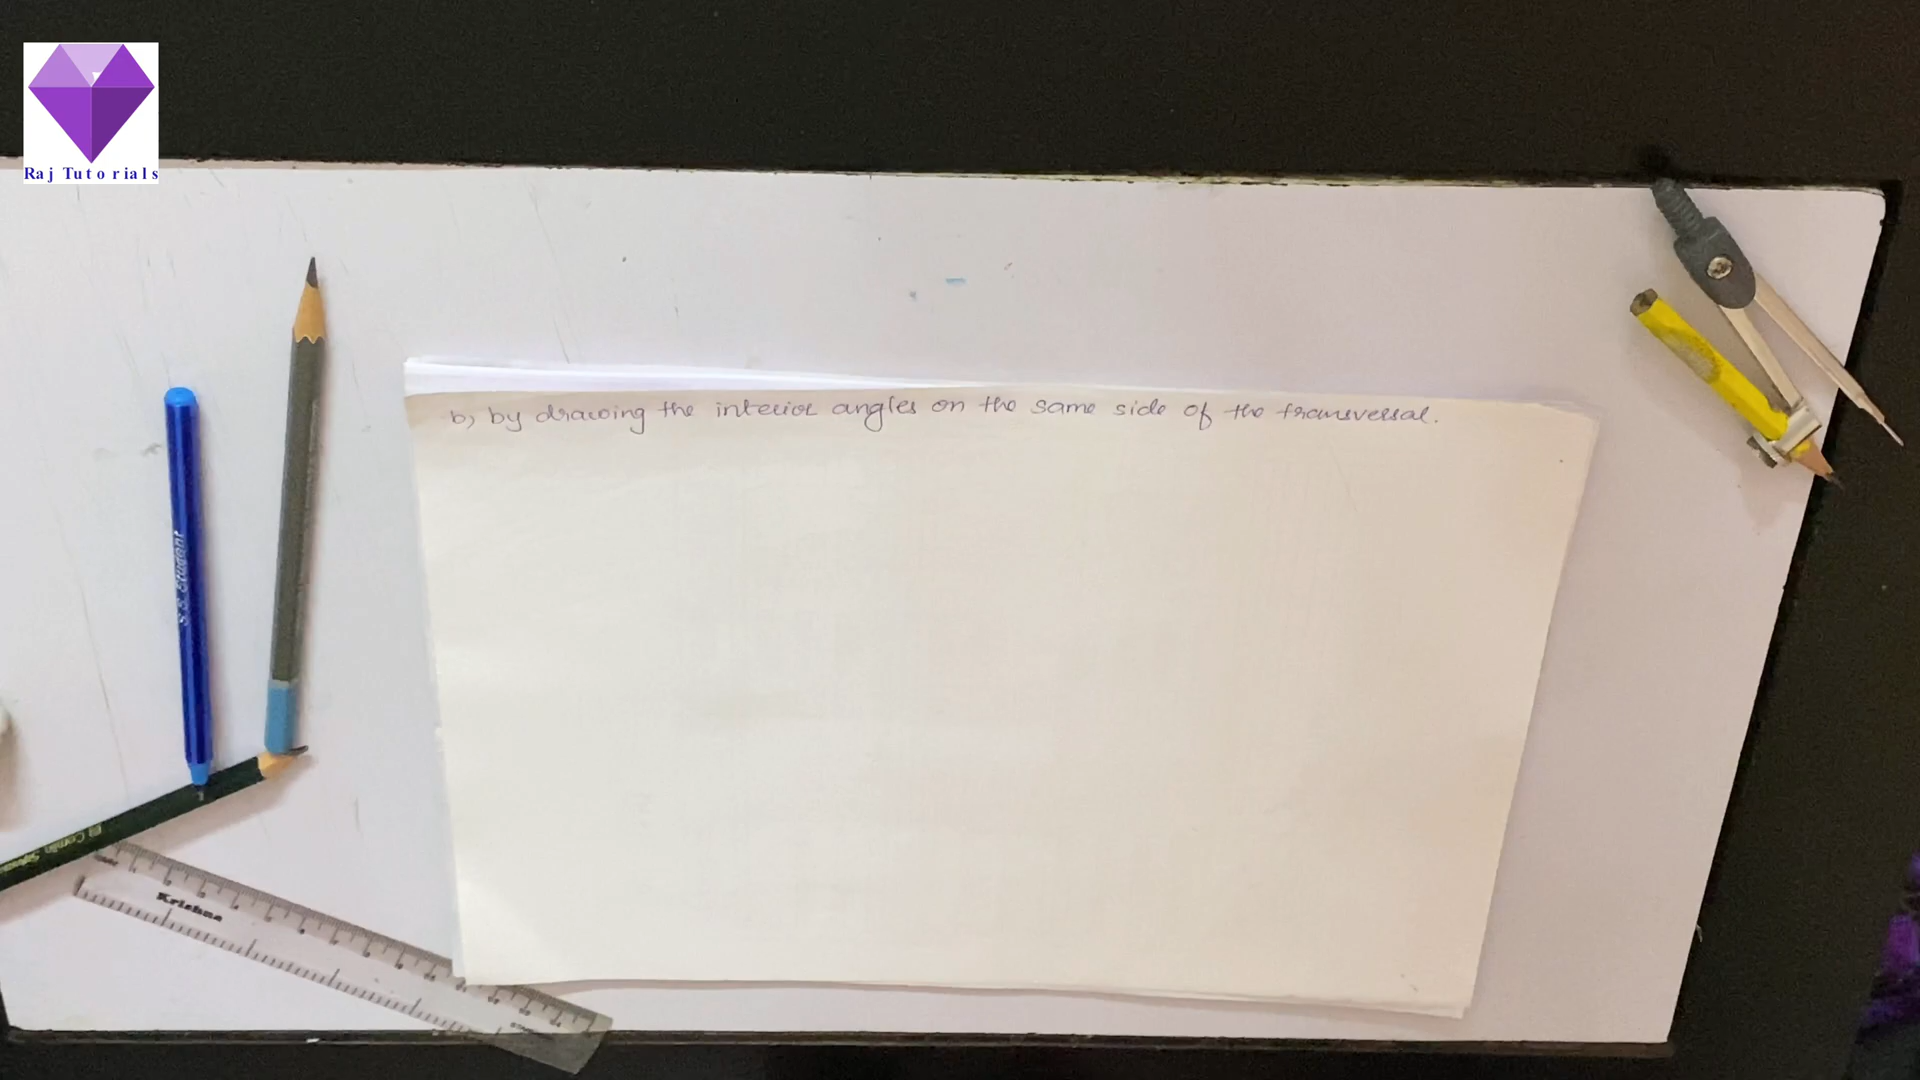 Raj Tutorials
b) by drawing the interior angles on the same side of the transversal.
S.S. Student
Krishna